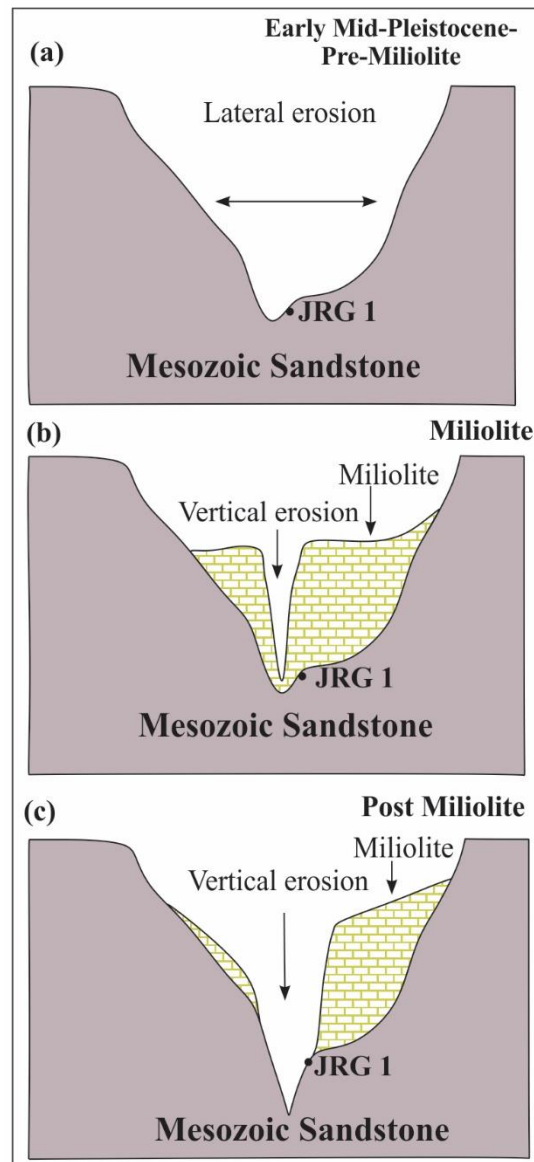 (a)
Early Mid-Pleistocene-
Pre-Miliolite
Lateral erosion
JRG 1
Mesozoic Sandstone
(b)
Miliolite
Miliolite
Vertical erosion
JRG 1
Mesozoic Sandstone
(c)
Post Miliolite
Miliolite
Vertical erosion
JRG 1
Mesozoic Sandstone